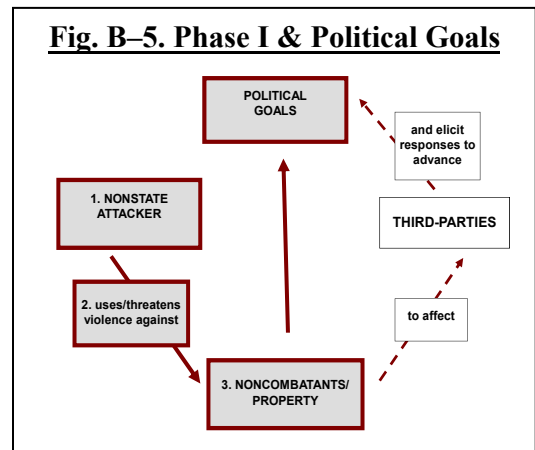 Fig. B–5. Phase I & Political Goals
POLITICAL
GOALS
and elicit
responses to
advance
1. NONSTATE
ATTACKER
THIRD-PARTIES
2. uses/threatens
violence against
to affect
3. NONCOMBATANTS/
PROPERTY